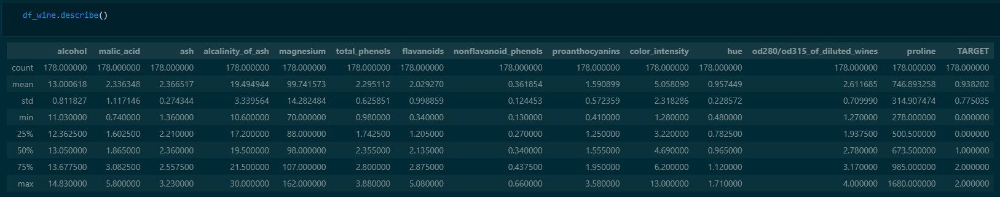 df_wine.describe()
alcohol malic_acid ash alcalinity_of_ash magnesium total_phenols flavanoids nonflavanoid_phenols proanthocyanins color_intensity hue od280/od315_of_diluted_wines proline TARGET
count 178.000000 178.000000 178.000000 178.000000 178.000000 178.000000 178.000000 178.000000 178.000000 178.000000 178.000000 178.000000 178.000000 178.000000
mean 13.000618 2.336348 2.366517 19.494944 99.741573 2.295112 2.029270 0.361854 1.590899 5.058090 0.957449 2.611685 746.893258 0.938202
std 0.811827 1.117146 0.274344 3.339564 14.282484 0.625851 0.998859 0.124453 0.572359 2.318286 0.228572 0.709990 314.907474 0.775035
min 11.030000 0.740000 1.360000 10.600000 70.000000 0.980000 0.340000 0.130000 0.410000 1.280000 0.480000 1.270000 278.000000 0.000000
25% 12.362500 1.602500 2.210000 17.200000 88.000000 1.742500 1.205000 0.270000 1.250000 3.220000 0.782500 1.937500 500.500000 0.000000
50% 13.050000 1.865000 2.360000 19.500000 98.000000 2.355000 2.135000 0.340000 1.555000 4.690000 0.965000 2.780000 673.500000 1.000000
75% 13.677500 3.082500 2.557500 21.500000 107.000000 2.800000 2.875000 0.437500 1.950000 6.200000 1.120000 3.170000 985.000000 2.000000
max 14.830000 5.800000 3.230000 30.000000 162.000000 3.880000 5.080000 0.660000 3.580000 13.000000 1.710000 4.000000 1680.000000 2.000000